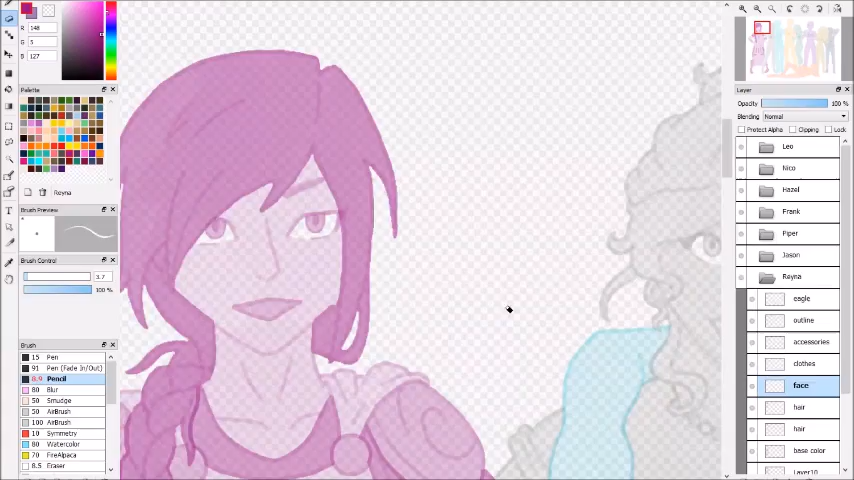 R 148
G 5
B 127
Palette
Reyna
Brush Preview
Brush Control
3.7
100 %
Brush
15 Pen
91 Pen (Fade In/Out)
8.9 Pencil
80 Blur
50 Smudge
50 AirBrush
100 AirBrush
10 Symmetry
80 Watercolor
70 FireAlpaca
8.5 Eraser
Layer
Opacity 100 %
Blending Normal
Protect Alpha Clipping Lock
Leo
Nico
Hazel
Frank
Piper
Jason
Reyna
eagle
outline
accessories
clothes
face
hair
hair
base color
Layer10